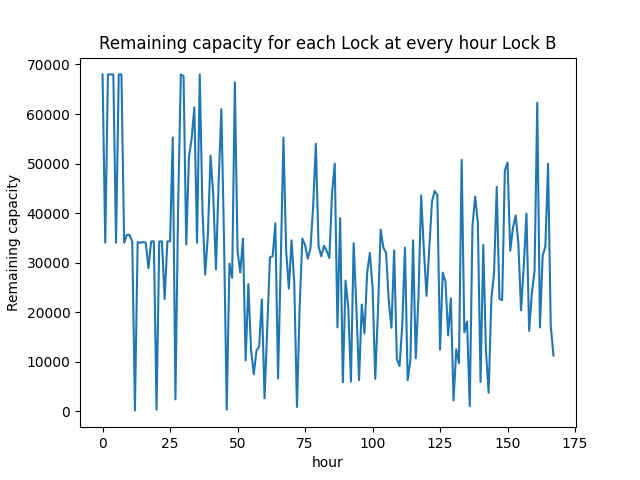 Remaining capacity for each Lock at every hour Lock B
70000
60000
50000
40000
30000
20000
10000
0
Remaining capacity
0 25 50 75 100 125 150 175
hour